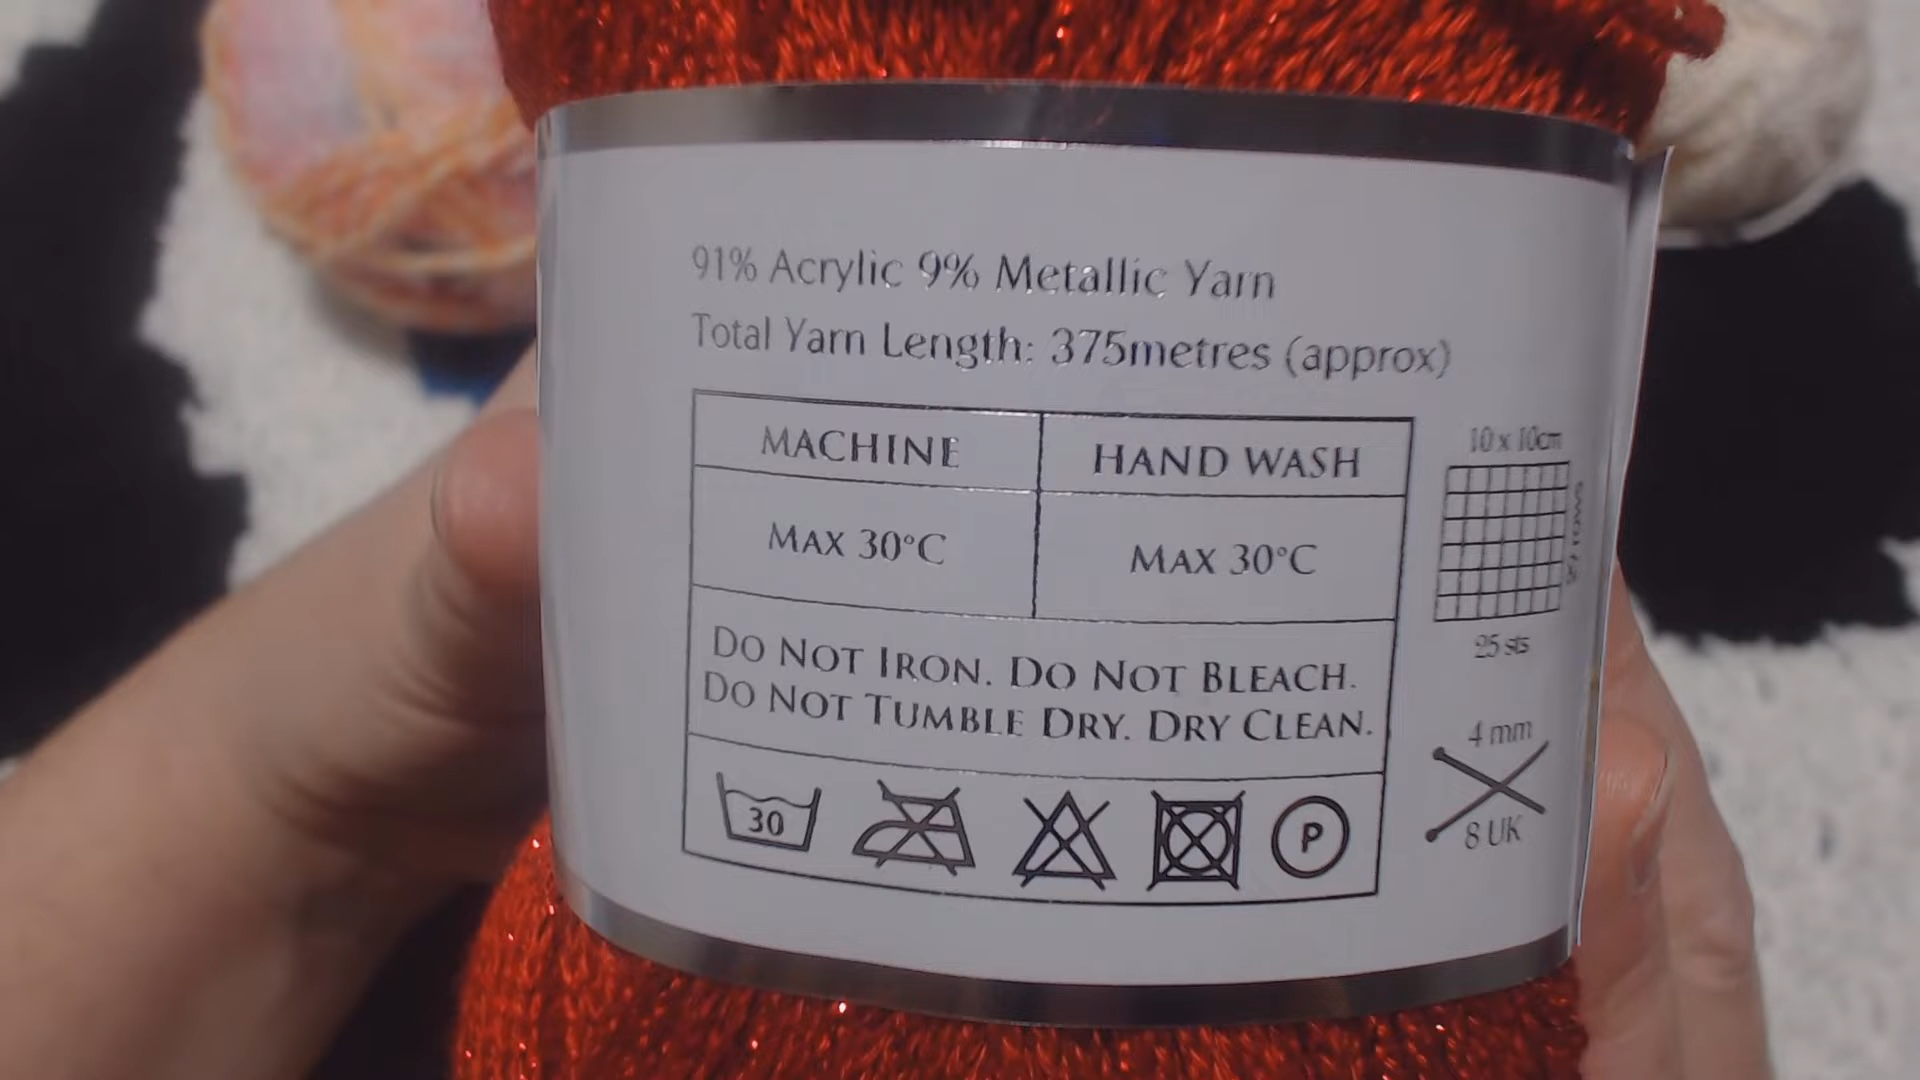 91% Acrylic 9% Metallic Yarn
Total Yarn Length: 375metres (approx)
MACHINE
HAND WASH
MAX 30°C
MAX 30°C
DO NOT IRON. DO NOT BLEACH.
DO NOT TUMBLE DRY. DRY CLEAN.
30
P
10 x 10cm
25 sts
4 mm
8 UK